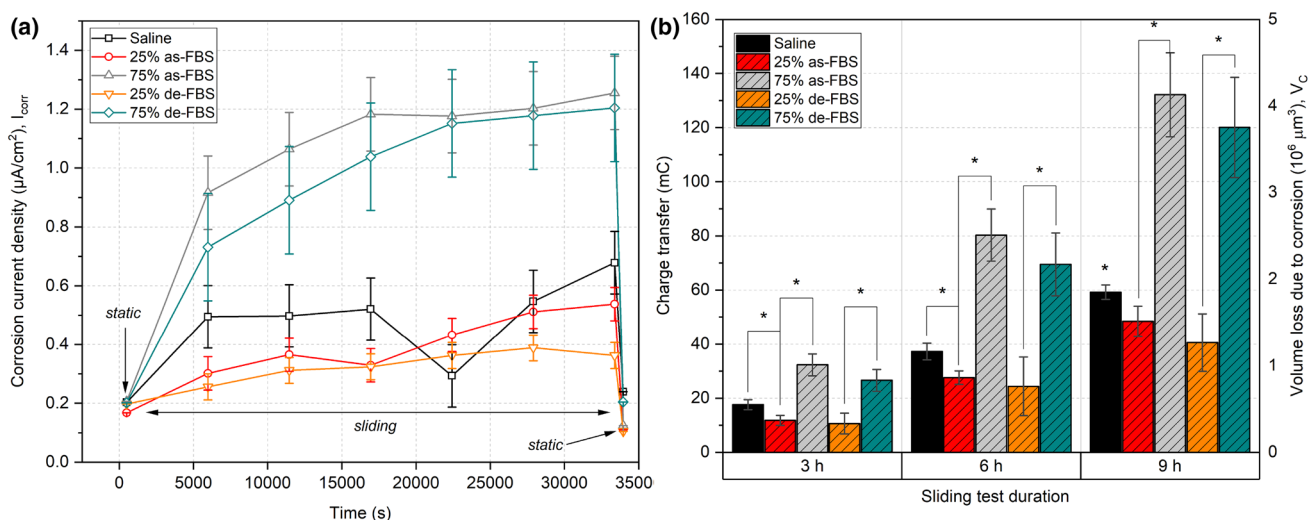 (a)
Corrosion current density (µA/cm²), I_corr
1.4
1.2
1.0
0.8
0.6
0.4
0.2
0.0
Saline
25% as-FBS
75% as-FBS
25% de-FBS
75% de-FBS
static
sliding
static
0
5000
10000
15000
20000
25000
30000
3500
Time (s)
(b)
Charge transfer (mC)
160
140
120
100
80
60
40
20
0
Saline
25% as-FBS
75% as-FBS
25% de-FBS
75% de-FBS
*
*
*
*
*
*
*
*
*
3 h
6 h
9 h
Sliding test duration
5
4
3
2
1
0
Volume loss due to corrosion (10⁶ µm³), V_C